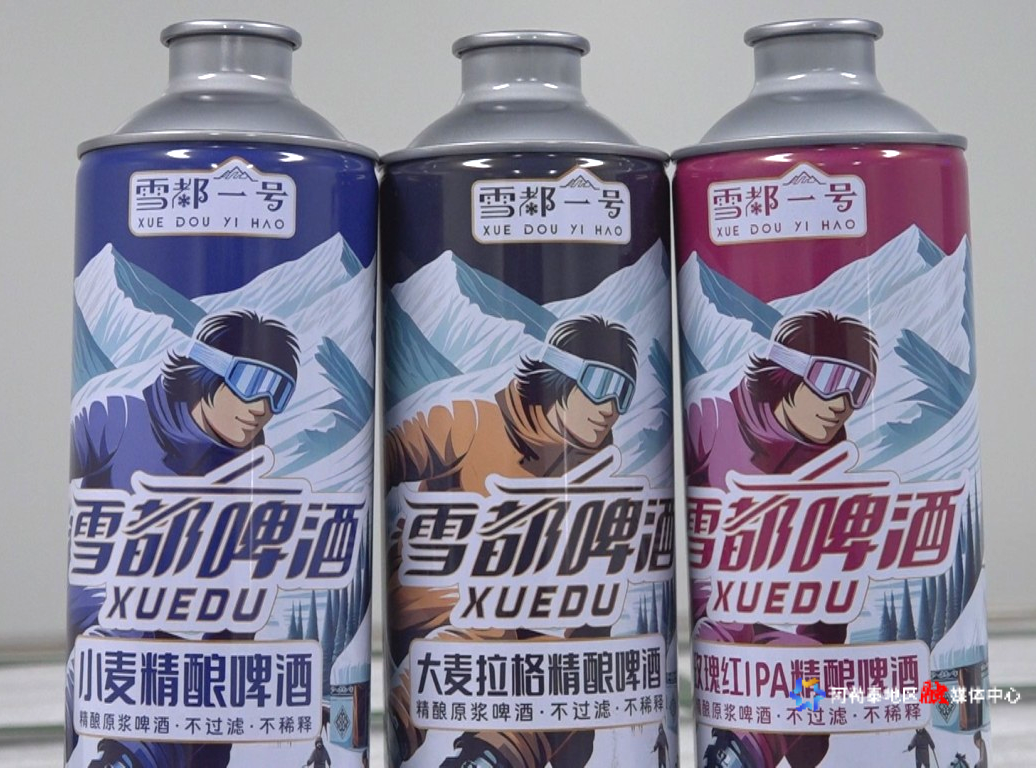 雪都一号
XUE DOU YI HAO
雪都啤酒
XUEDU
小麦精酿啤酒
精酿原浆啤酒·不过滤·不稀释
雪都一号
XUE DOU YI HAO
雪都啤酒
XUEDU
大麦拉格精酿啤酒
精酿原浆啤酒·不过滤·不稀释
雪都一号
XUE DOU YI HAO
雪都啤酒
XUEDU
玫瑰红IPA精酿啤酒
精酿原浆啤酒·不过滤·不稀释
阿勒泰地区融媒体中心